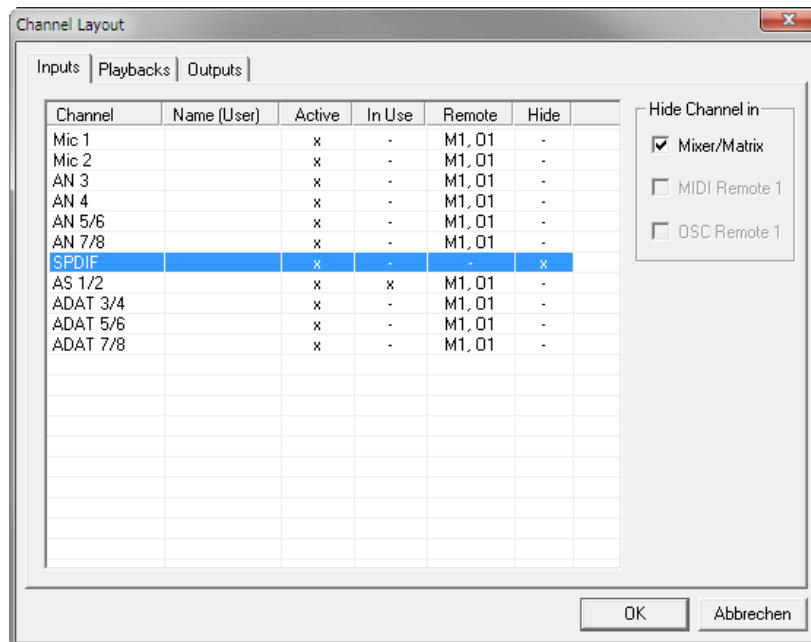 Channel Layout
Inputs Playbacks Outputs
Channel Name (User) Active In Use Remote Hide
Mic 1 x - M1, O1 -
Mic 2 x - M1, O1 -
AN 3 x - M1, O1 -
AN 4 x - M1, O1 -
AN 5/6 x - M1, O1 -
AN 7/8 x - M1, O1 -
SPDIF x - - x
AS 1/2 x x M1, O1 -
ADAT 3/4 x - M1, O1 -
ADAT 5/6 x - M1, O1 -
ADAT 7/8 x - M1, O1 -
Hide Channel in
Mixer/Matrix
MIDI Remote 1
OSC Remote 1
OK Abbrechen